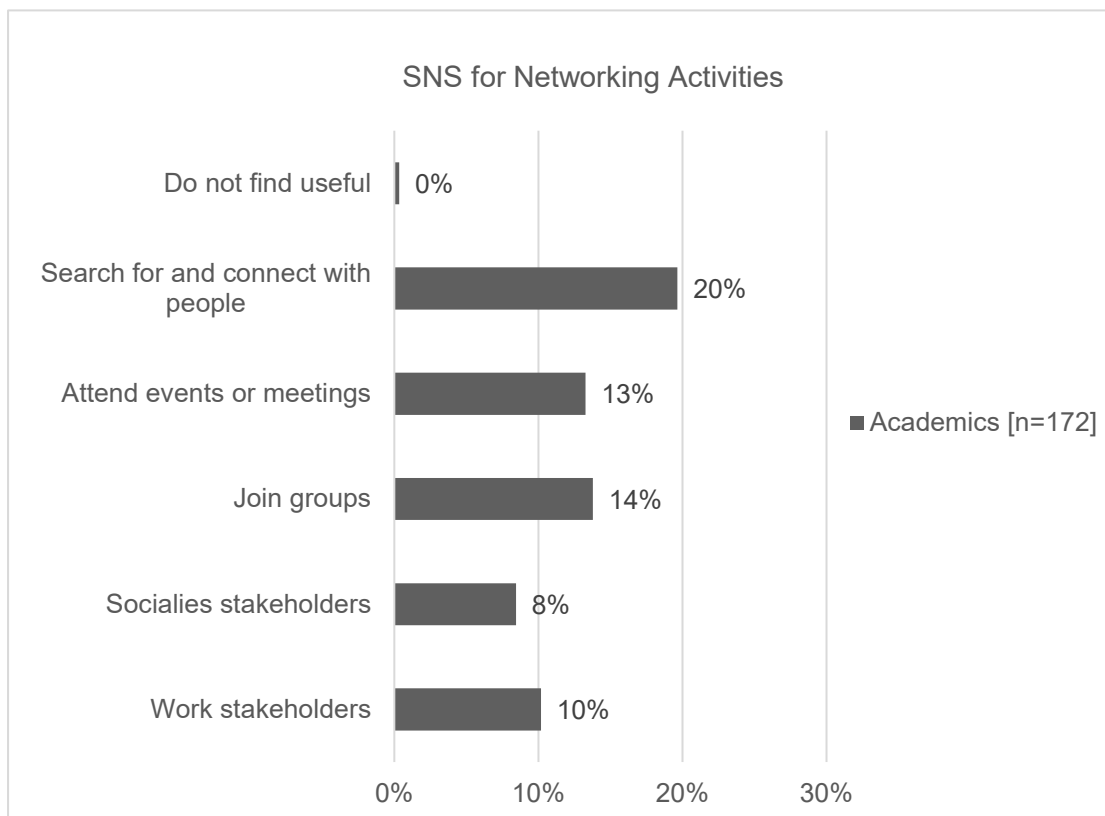 SNS for Networking Activities
Do not find useful
0%
Search for and connect with
people
20%
Attend events or meetings
13%
Academics [n=172]
Join groups
14%
Socialies stakeholders
8%
Work stakeholders
10%
0%
10%
20%
30%